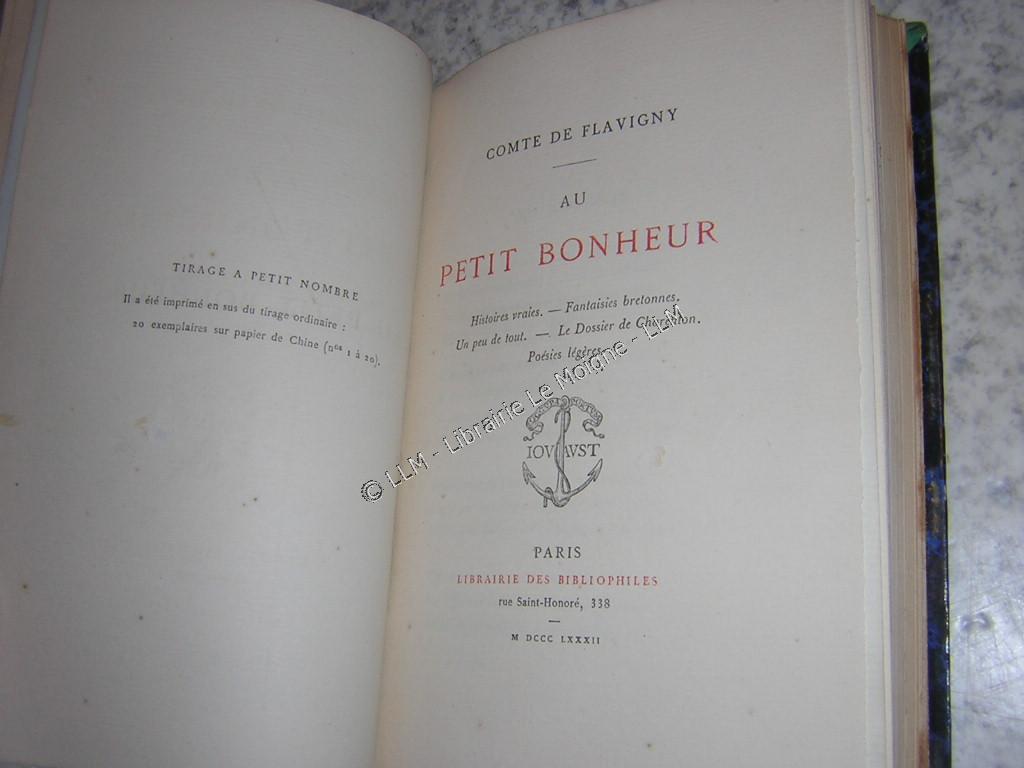 TIRAGE A PETIT NOMBRE
Il a été imprimé en sus du tirage ordinaire :
20 exemplaires sur papier de Chine (nos 1 à 20).
COMTE DE FLAVIGNY
AU
PETIT BONHEUR
Histoires vraies. — Fantaisies bretonnes.
Un peu de tout. — Le Dossier de Charenton.
Poésies légères.
IOVAVST
PARIS
LIBRAIRIE DES BIBLIOPHILES
rue Saint-Honoré, 338
M DCCC LXXXII
© LLM - Librairie Le Moigne - LLM